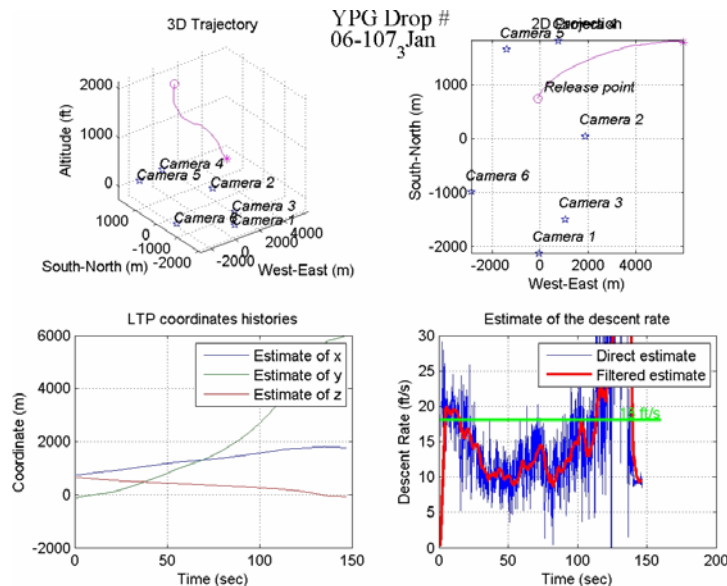 YPG Drop #
06-107 3Jan
3D Trajectory
Altitude (ft)
2000
1000
0
Camera 4
Camera 5
Camera 2
Camera 3
Camera 6
Camera 1
1000
0
-1000
-2000
South-North (m)
-2000
0
2000
4000
West-East (m)
2D Projection
Camera 4
Camera 5
Release point
Camera 2
Camera 6
Camera 3
Camera 1
South-North (m)
1000
0
-1000
-2000
-2000 0 2000 4000
West-East (m)
LTP coordinates histories
Coordinate (m)
6000
4000
2000
0
-2000
Estimate of x
Estimate of y
Estimate of z
0 50 100 150
Time (sec)
Estimate of the descent rate
Descent Rate (ft/s)
30
25
20
15
10
5
0
Direct estimate
Filtered estimate
18 ft/s
0 50 100 150 200
Time (sec)